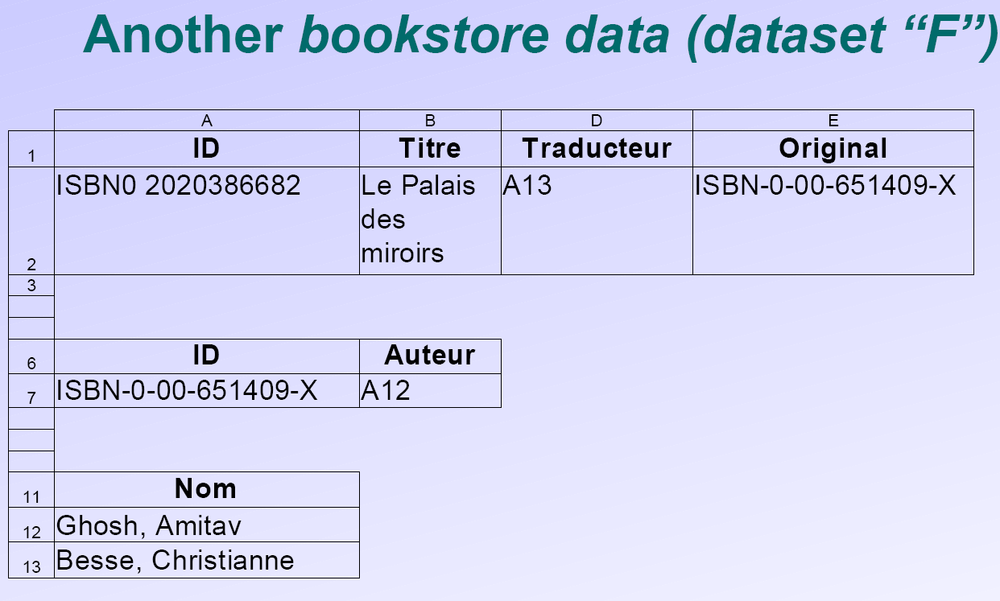 Another bookstore data (dataset “F”)
A B D E
1 ID Titre Traducteur Original
ISBN0 2020386682 Le Palais A13 ISBN-0-00-651409-X
des
2 miroirs
3
6 ID Auteur
7 ISBN-0-00-651409-X A12
11 Nom
12 Ghosh, Amitav
13 Besse, Christianne